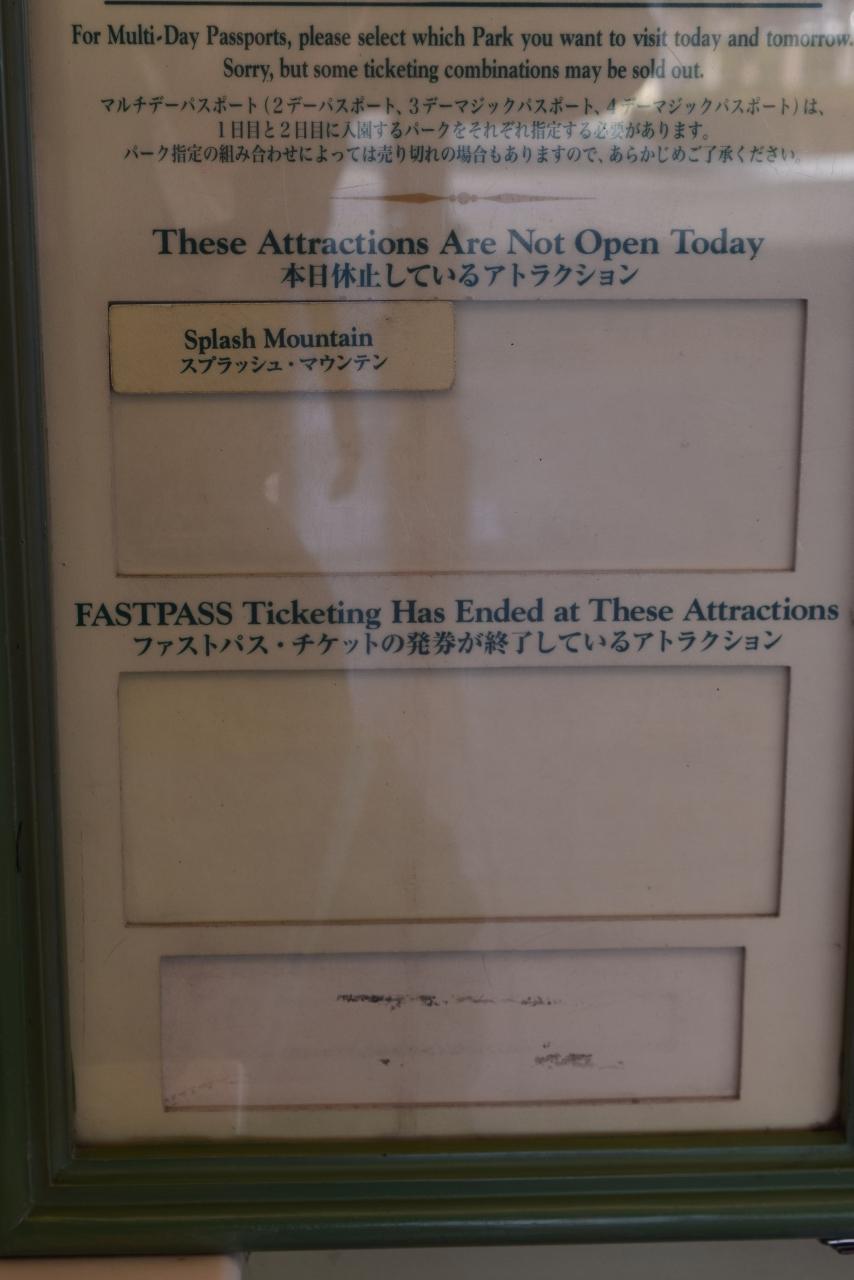 For Multi-Day Passports, please select which Park you want to visit today and tomorrow.
Sorry, but some ticketing combinations may be sold out.
マルチデーパスポート（2デーパスポート、3デーマジックパスポート、4デーマジックパスポート）は、
1日目と2日目に入園するパークをそれぞれ指定する必要があります。
パーク指定の組み合わせによっては売り切れの場合もありますので、あらかじめご了承ください。
These Attractions Are Not Open Today
本日休止しているアトラクション
Splash Mountain
スプラッシュ・マウンテン
FASTPASS Ticketing Has Ended at These Attractions
ファストパス・チケットの発券が終了しているアトラクション